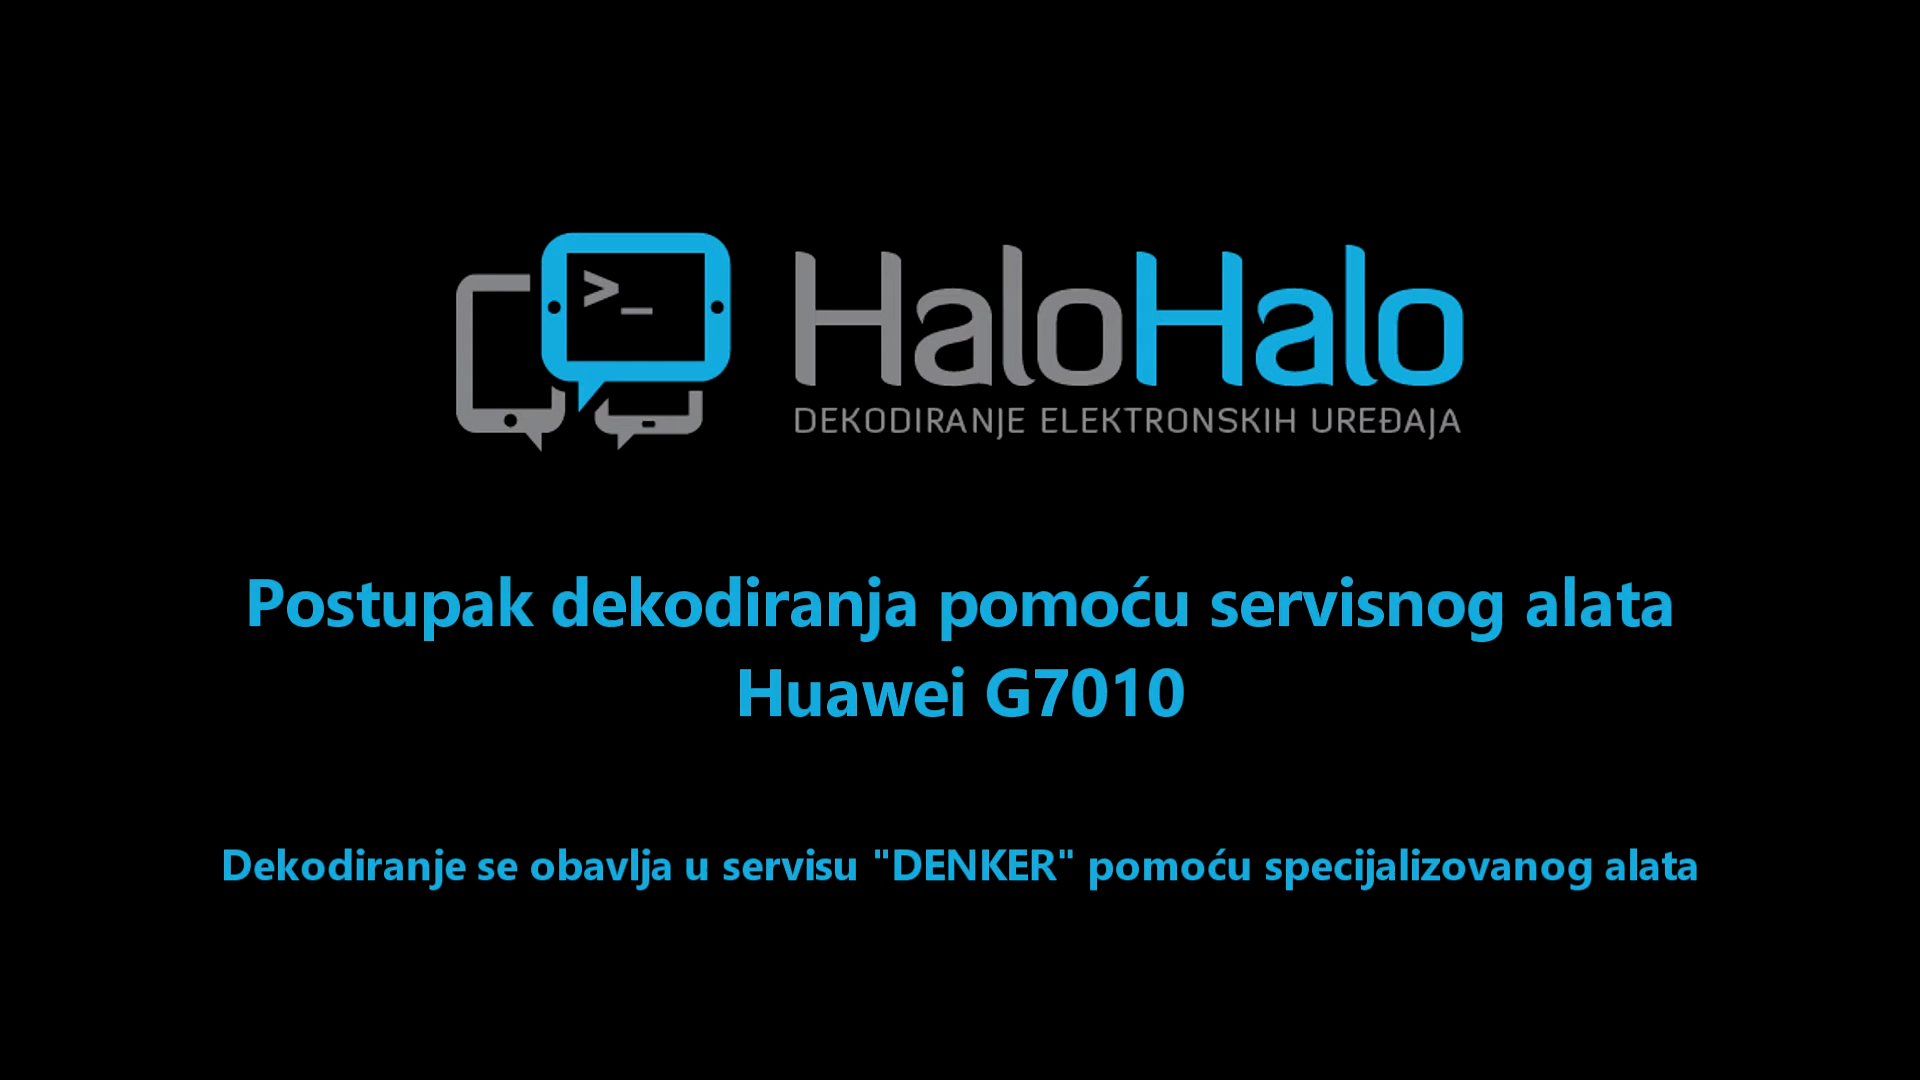 >_
HaloHalo
DEKODIRANJE ELEKTRONSKIH UREĐAJA
Postupak dekodiranja pomoću servisnog alata
Huawei G7010
Dekodiranje se obavlja u servisu "DENKER" pomoću specijalizovanog alata